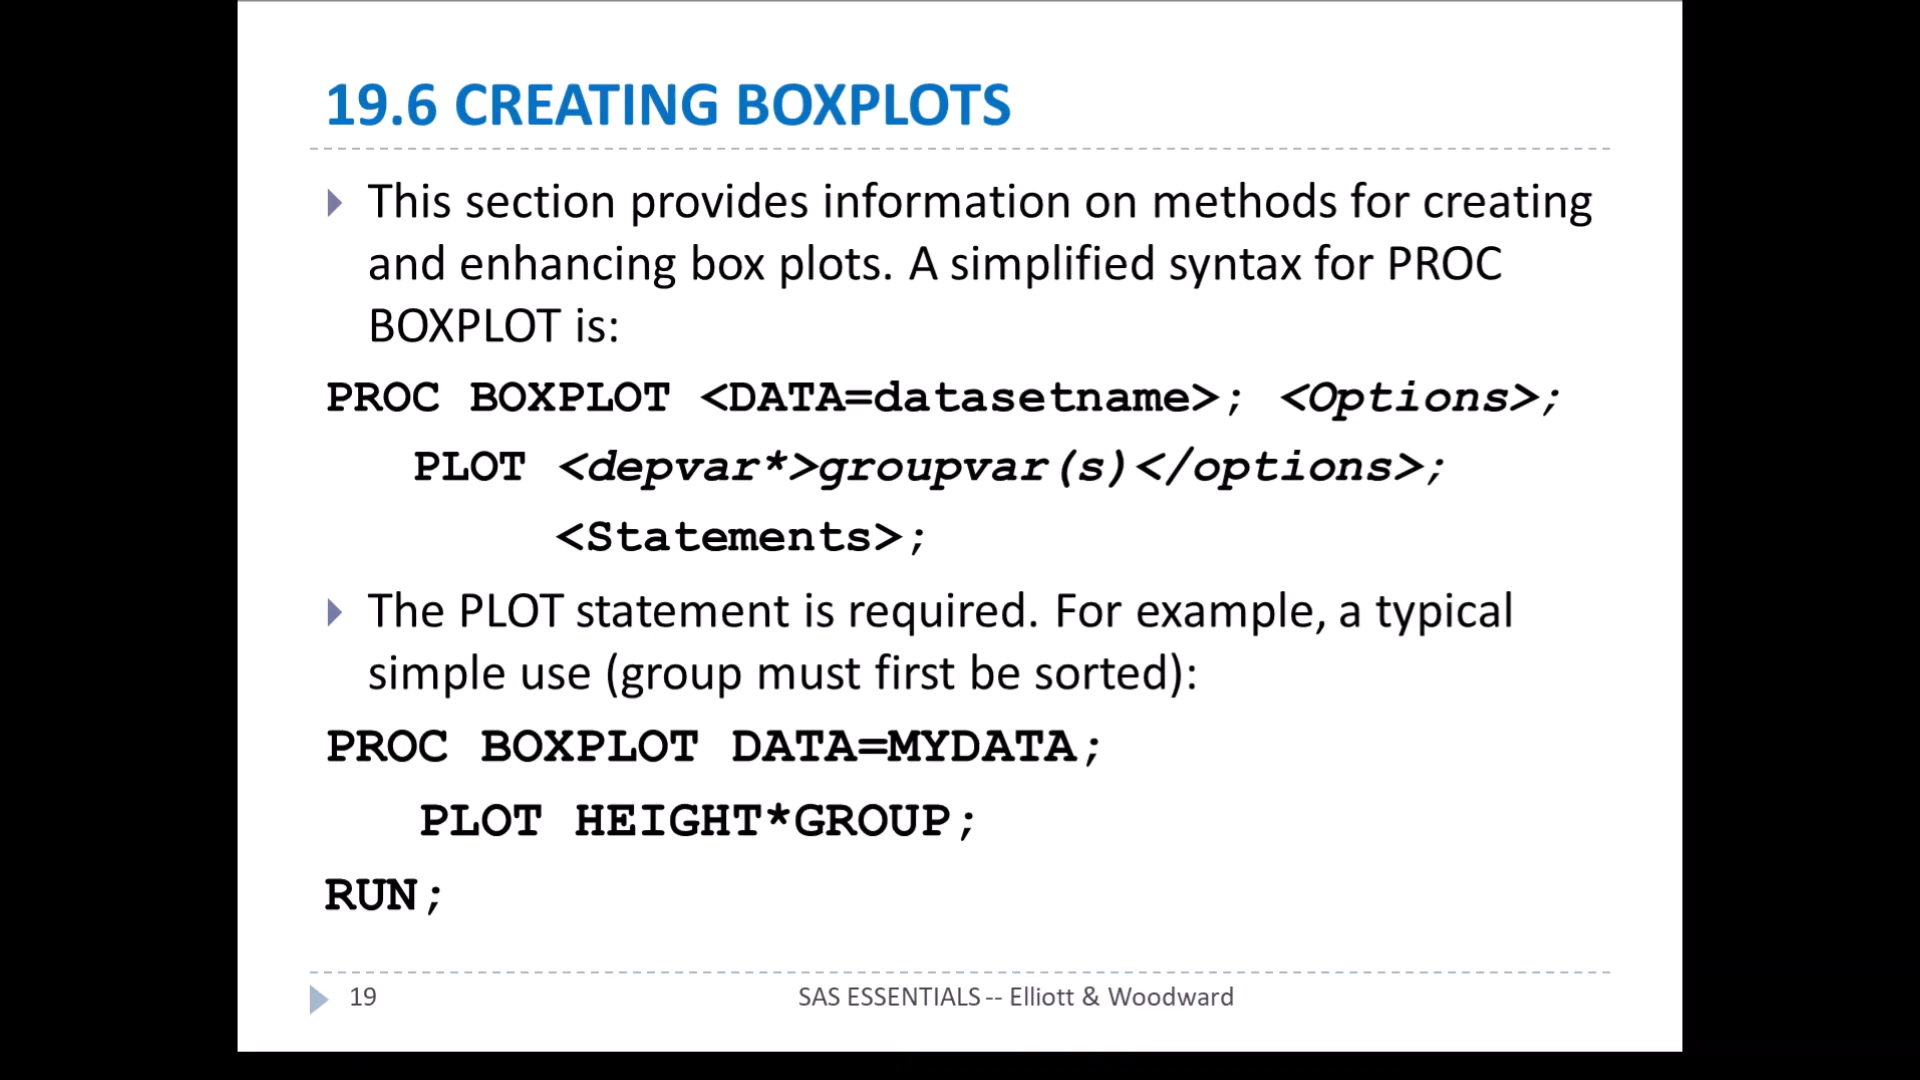 19.6 CREATING BOXPLOTS
This section provides information on methods for creating
and enhancing box plots. A simplified syntax for PROC
BOXPLOT is:
PROC BOXPLOT <DATA=datasetname>; <Options>;
PLOT <depvar*>groupvar(s)</options>;
<Statements>;
The PLOT statement is required. For example, a typical
simple use (group must first be sorted):
PROC BOXPLOT DATA=MYDATA;
PLOT HEIGHT*GROUP;
RUN;
19
SAS ESSENTIALS -- Elliott & Woodward